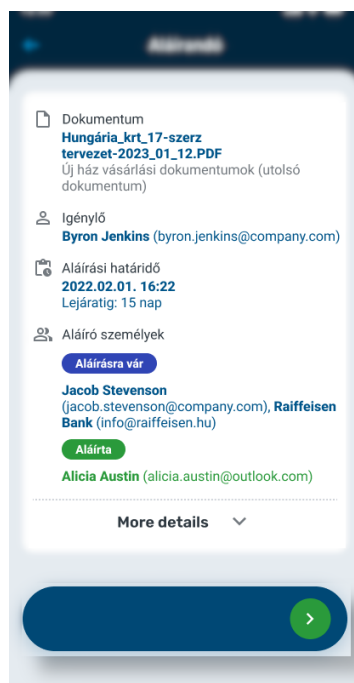 Dokumentum
Hungária_krt_17-szerz
tervezet-2023_01_12.PDF
Új ház vásárlási dokumentumok (utolsó
dokumentum)
Igénylő
Byron Jenkins (byron.jenkins@company.com)
Aláírási határidő
2022.02.01. 16:22
Lejáratig: 15 nap
Aláíró személyek
Aláírásra vár
Jacob Stevenson
(jacob.stevenson@company.com), Raiffeisen
Bank (info@raiffeisen.hu)
Aláírta
Alicia Austin (alicia.austin@outlook.com)
More details